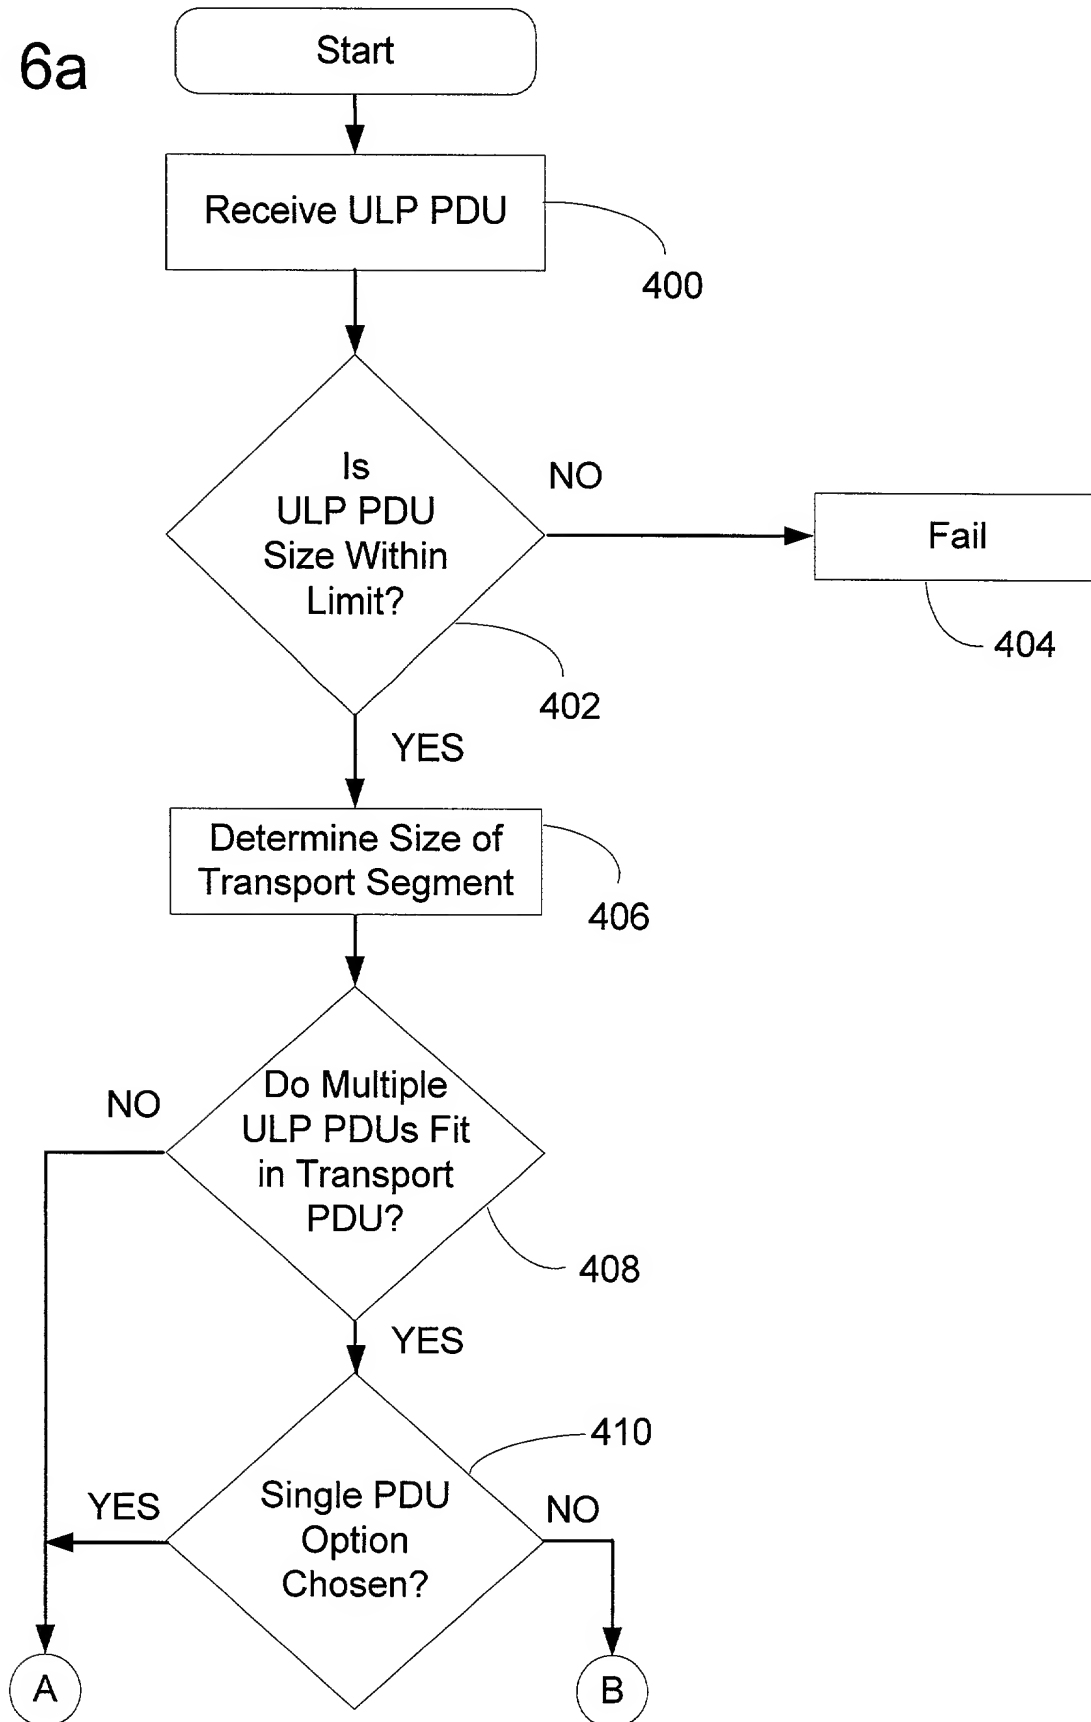 6a
Start
Receive ULP PDU
400
Is
ULP PDU
Size Within
Limit?
NO
Fail
404
402
YES
Determine Size of
Transport Segment
406
NO
Do Multiple
ULP PDUs Fit
in Transport
PDU?
408
YES
410
YES
Single PDU
Option
Chosen?
NO
A
B